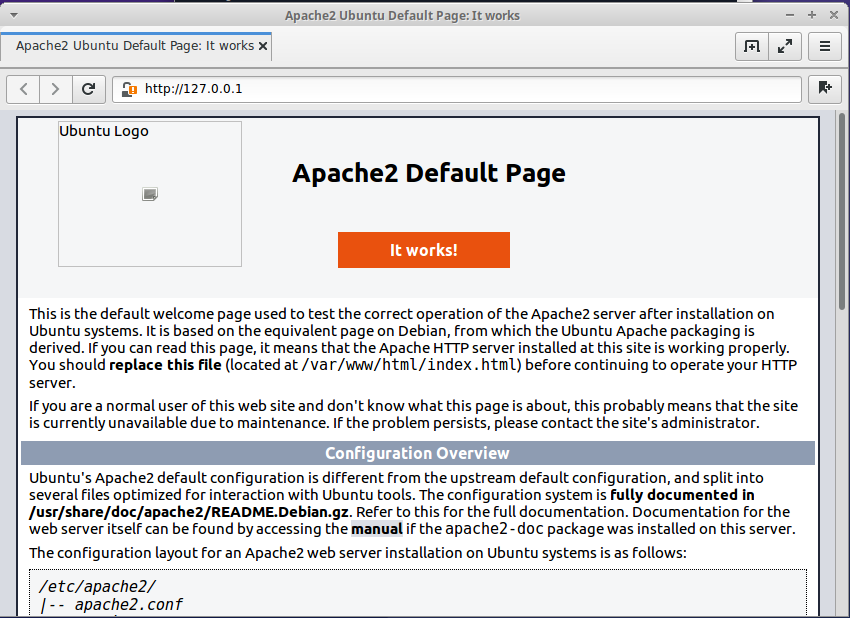 Apache2 Ubuntu Default Page: It works
Apache2 Ubuntu Default Page: It works
http://127.0.0.1
Ubuntu Logo
Apache2 Default Page
It works!
This is the default welcome page used to test the correct operation of the Apache2 server after installation on
Ubuntu systems. It is based on the equivalent page on Debian, from which the Ubuntu Apache packaging is
derived. If you can read this page, it means that the Apache HTTP server installed at this site is working properly.
You should replace this file (located at /var/www/html/index.html) before continuing to operate your HTTP
server.
If you are a normal user of this web site and don't know what this page is about, this probably means that the site
is currently unavailable due to maintenance. If the problem persists, please contact the site's administrator.
Configuration Overview
Ubuntu's Apache2 default configuration is different from the upstream default configuration, and split into
several files optimized for interaction with Ubuntu tools. The configuration system is fully documented in
/usr/share/doc/apache2/README.Debian.gz. Refer to this for the full documentation. Documentation for the
web server itself can be found by accessing the manual if the apache2-doc package was installed on this server.
The configuration layout for an Apache2 web server installation on Ubuntu systems is as follows:
/etc/apache2/
|-- apache2.conf